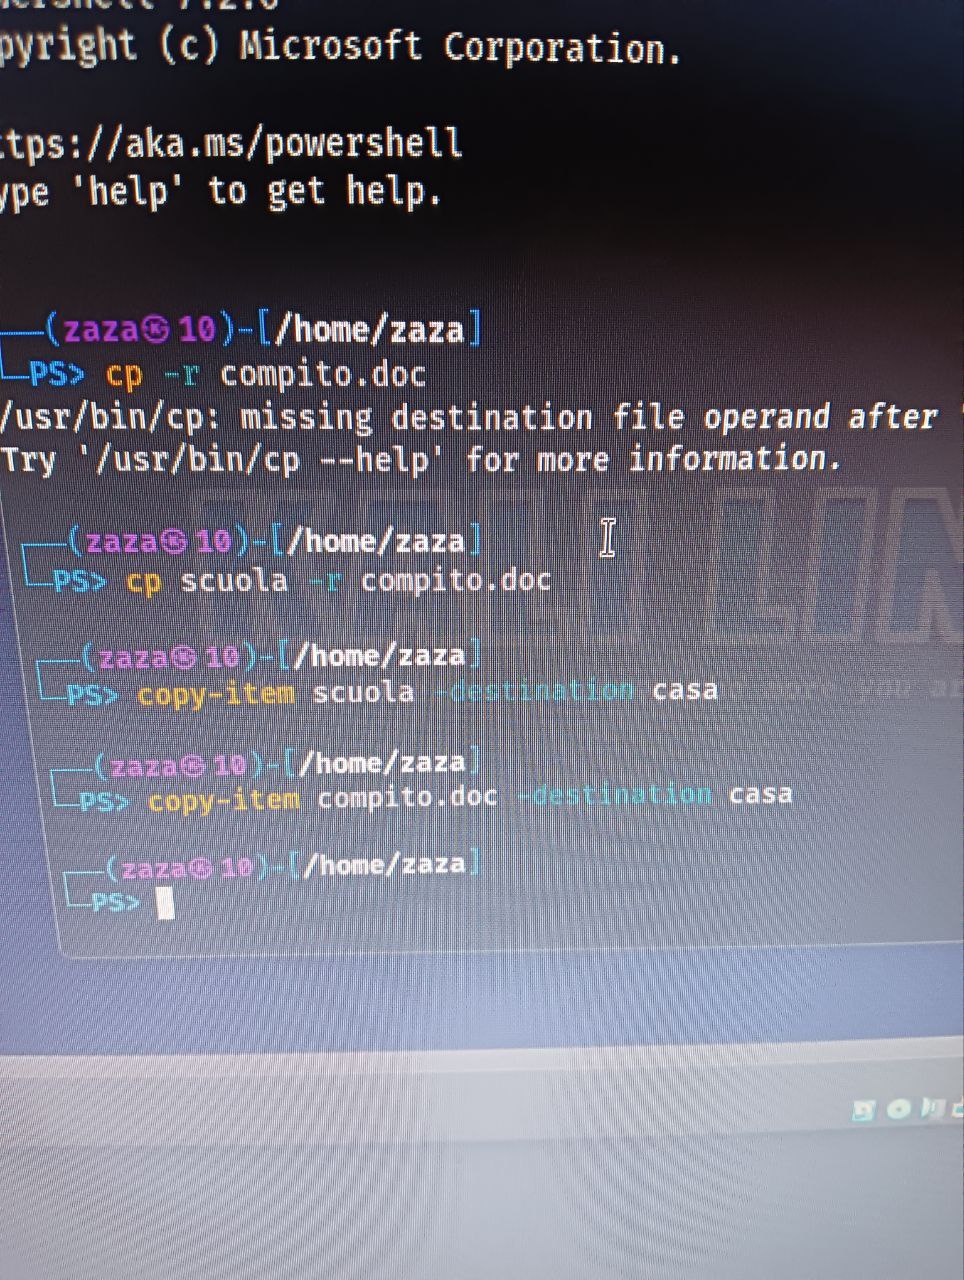 pyright (c) Microsoft Corporation.
ttps://aka.ms/powershell
ype 'help' to get help.
(zaza㉿10)-[/home/zaza]
PS> cp -r compito.doc
/usr/bin/cp: missing destination file operand after '
Try '/usr/bin/cp --help' for more information.
(zaza㉿10)-[/home/zaza]
PS> cp scuola -r compito.doc
(zaza㉿10)-[/home/zaza]
PS> copy-item scuola -destination casa
(zaza㉿10)-[/home/zaza]
PS> copy-item compito.doc -destination casa
(zaza㉿10)-[/home/zaza]
PS>